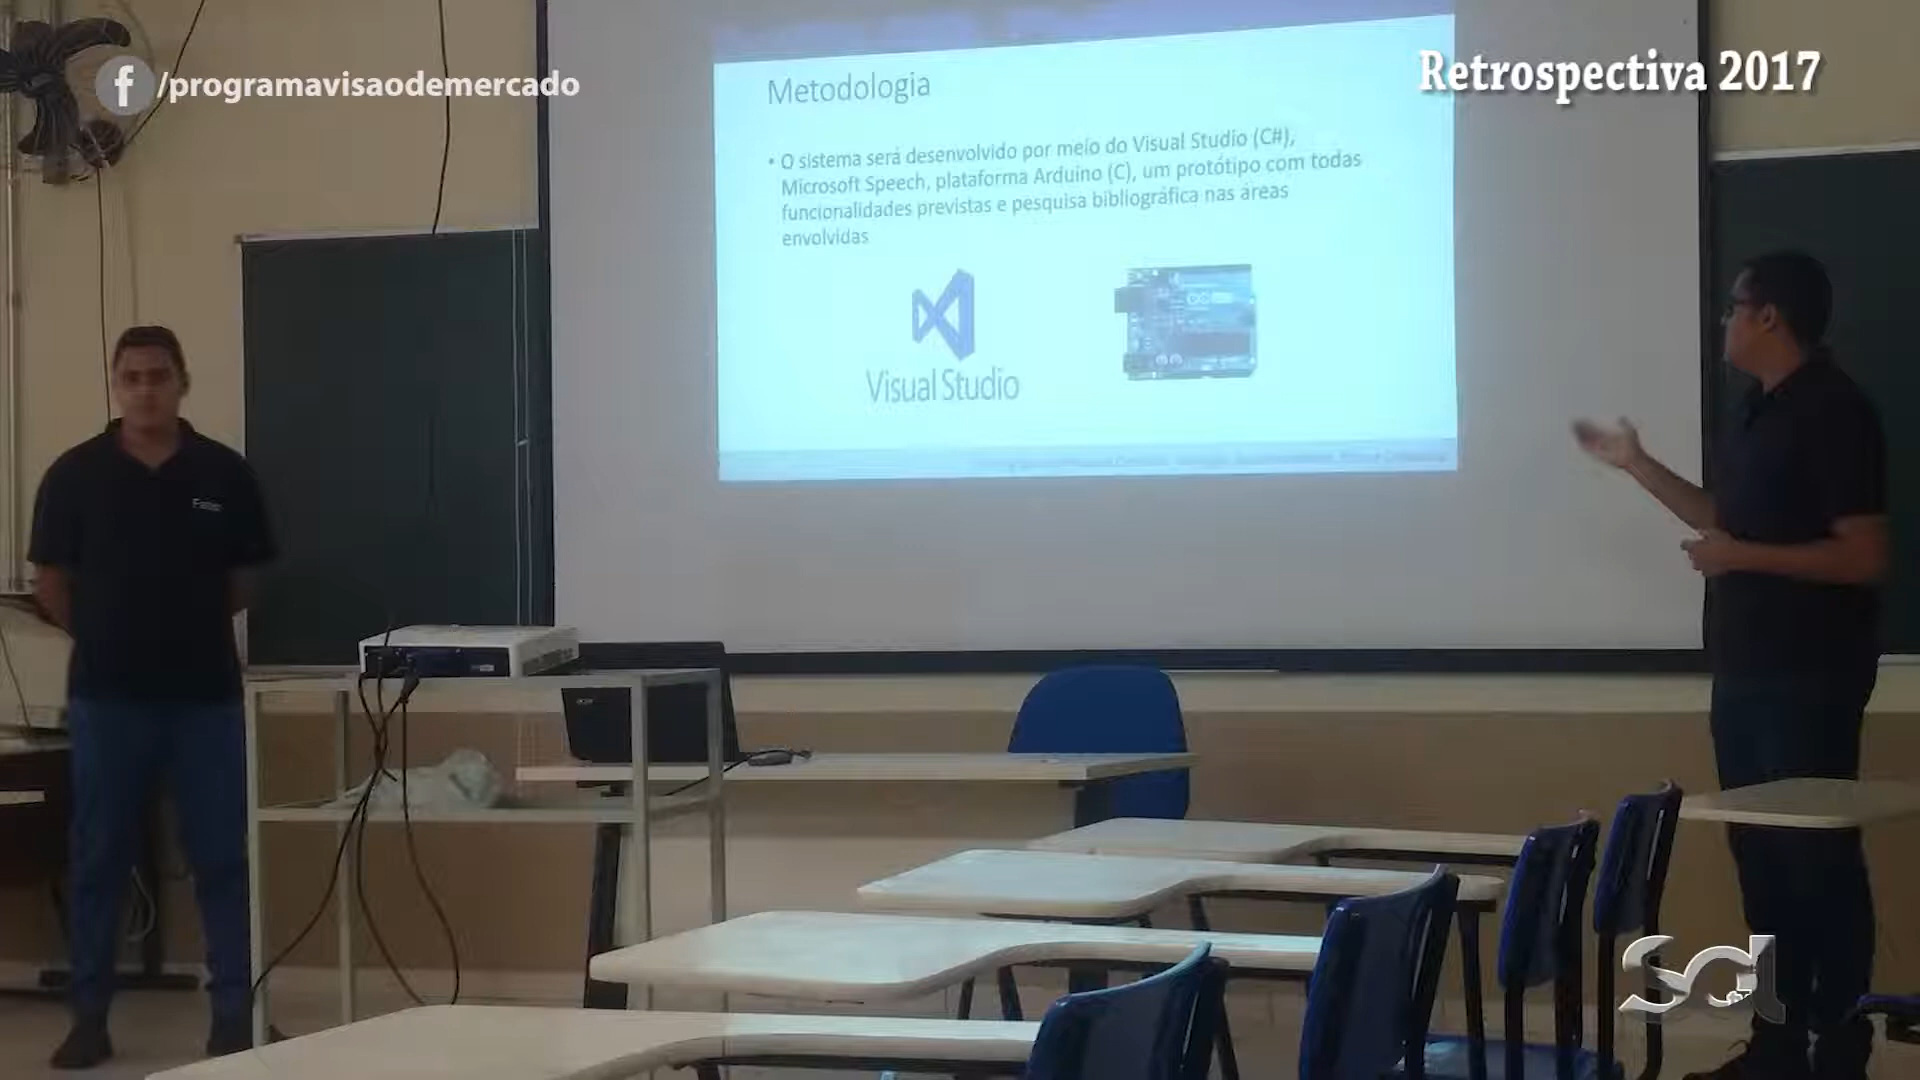 /programavisaodemercado
Retrospectiva 2017
Metodologia
• O sistema será desenvolvido por meio do Visual Studio (C#),
Microsoft Speech, plataforma Arduino (C), um protótipo com todas
funcionalidades previstas e pesquisa bibliográfica nas áreas
envolvidas
Visual Studio
acer